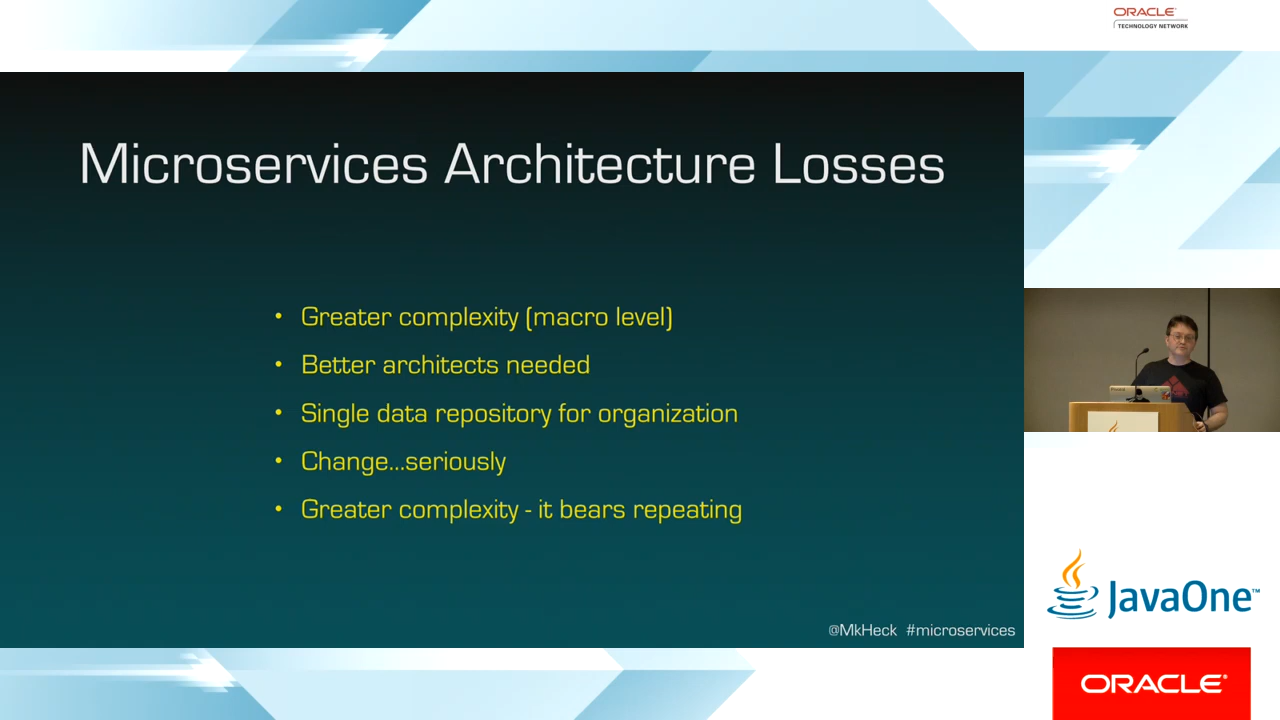 ORACLE
TECHNOLOGY NETWORK
Microservices Architecture Losses
• Greater complexity (macro level)
• Better architects needed
• Single data repository for organization
• Change...seriously
• Greater complexity - it bears repeating
@MkHeck #microservices
JavaOne™
ORACLE®